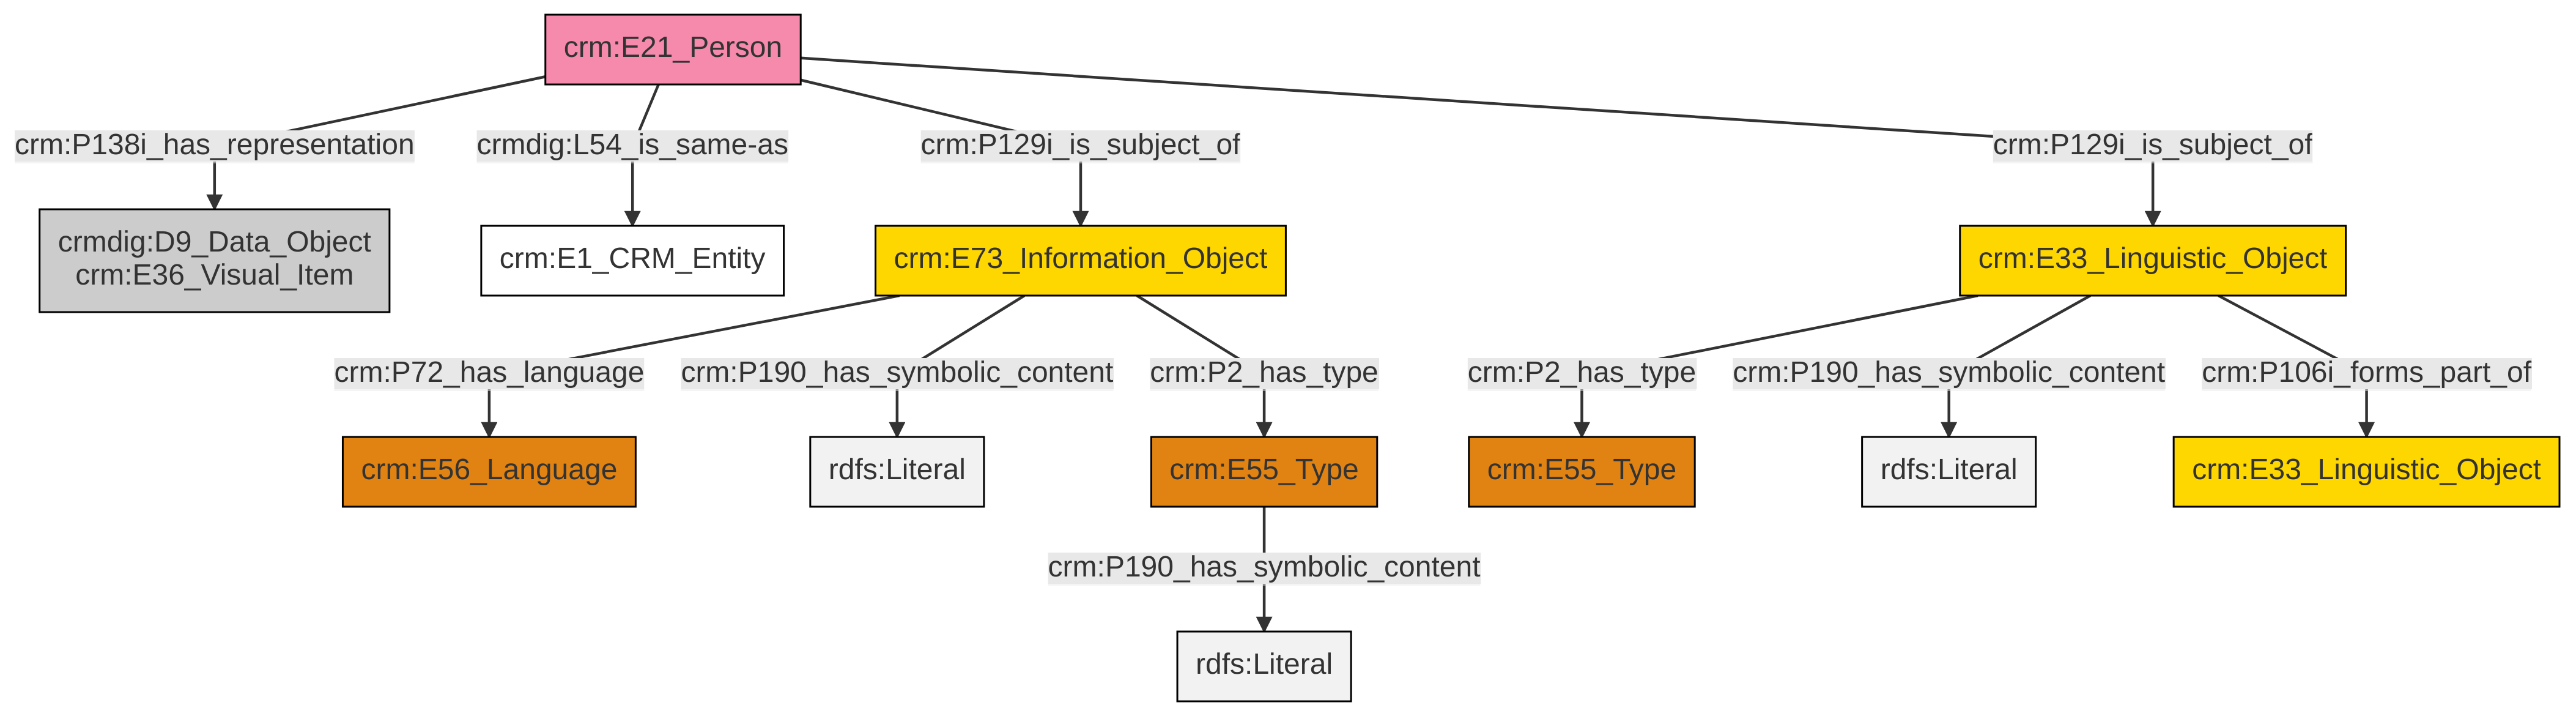 crm:E21_Person
crm:P138i_has_representation
crmdig:L54_is_same-as
crm:P129i_is_subject_of
crm:P129i_is_subject_of
crmdig:D9_Data_Object
crm:E36_Visual_Item
crm:E1_CRM_Entity
crm:E73_Information_Object
crm:E33_Linguistic_Object
crm:P72_has_language
crm:P190_has_symbolic_content
crm:P2_has_type
crm:P2_has_type
crm:P190_has_symbolic_content
crm:P106i_forms_part_of
crm:E56_Language
rdfs:Literal
crm:E55_Type
crm:E55_Type
rdfs:Literal
crm:E33_Linguistic_Object
crm:P190_has_symbolic_content
rdfs:Literal